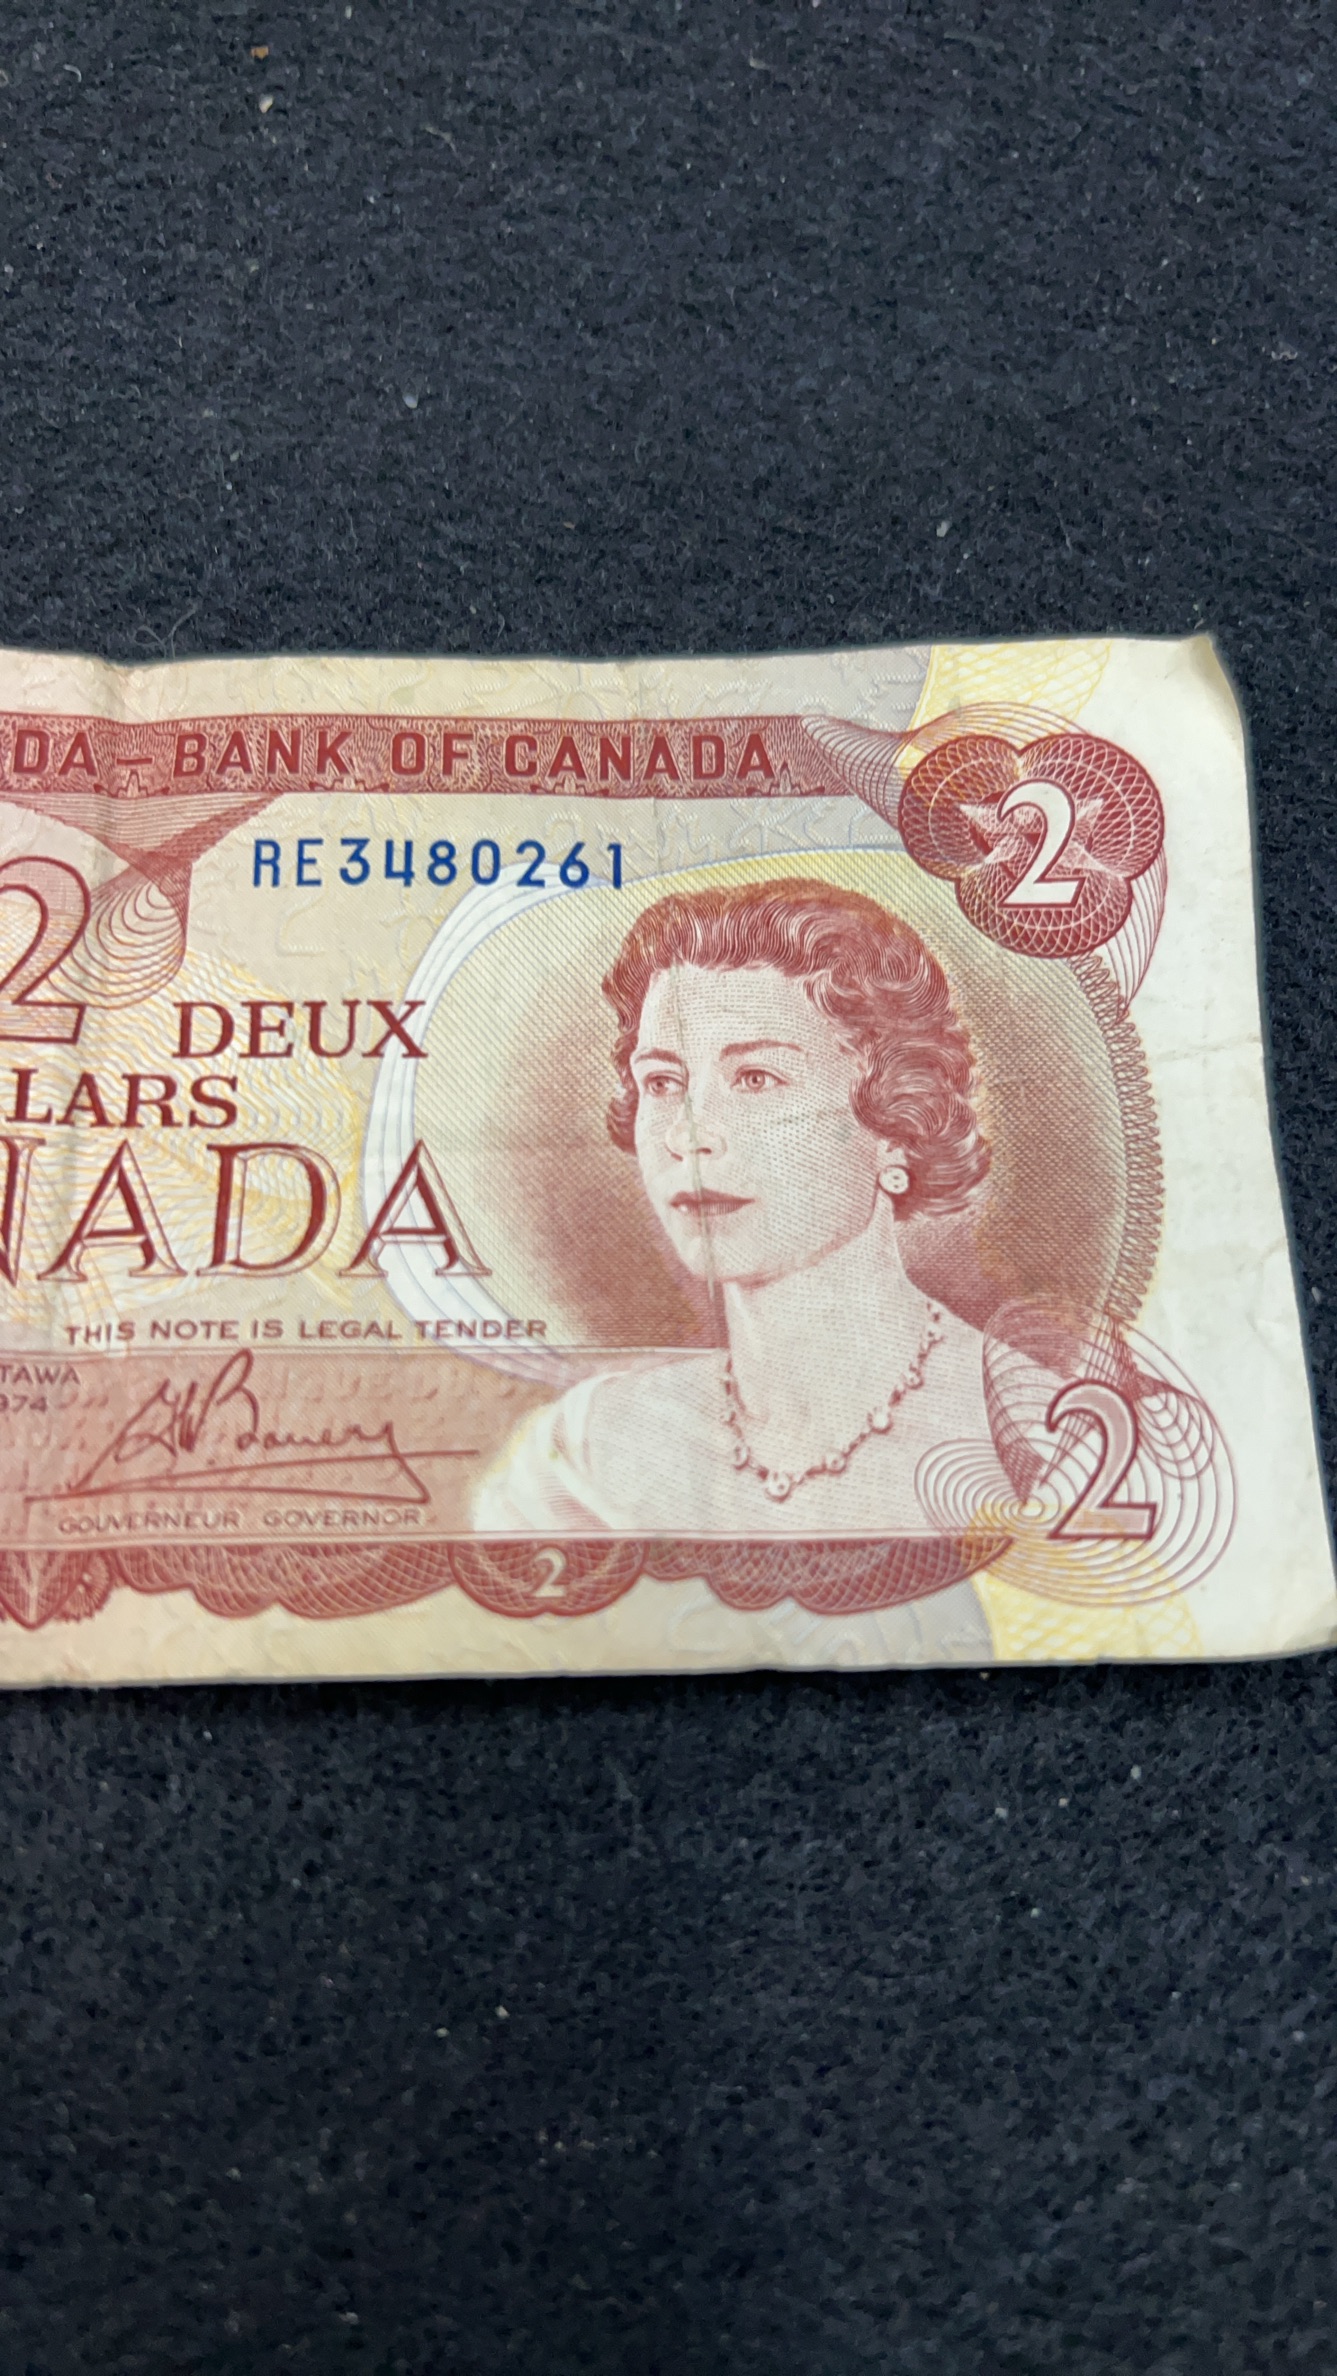 DA – BANK OF CANADA
2
RE3480261
2 DEUX
LARS
NADA
THIS NOTE IS LEGAL TENDER
TAWA
974
GOUVERNEUR GOVERNOR
2
2